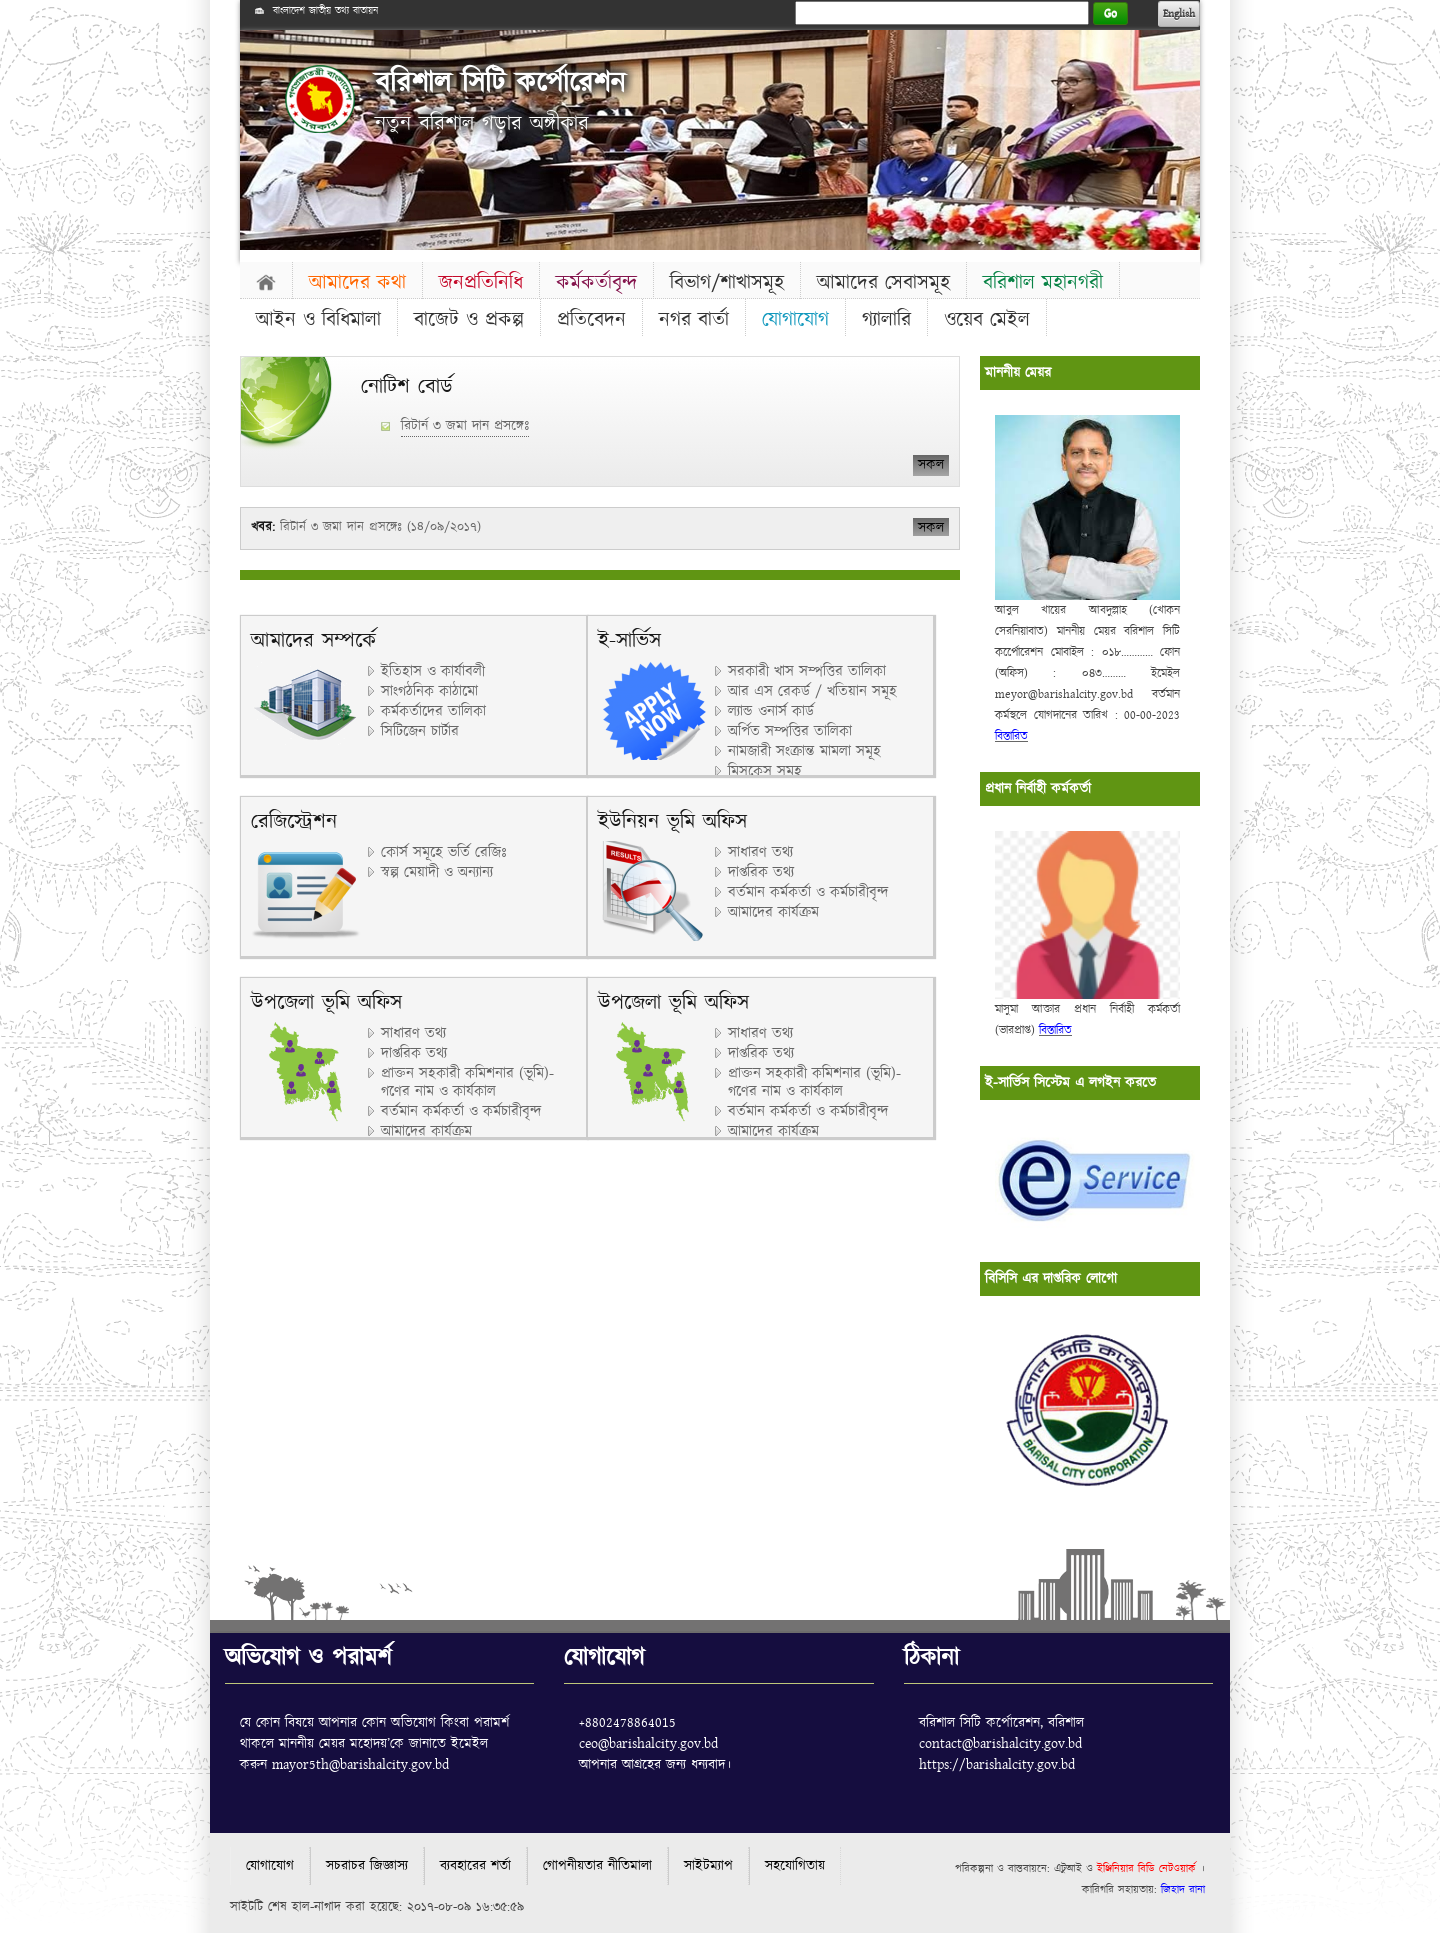 বাংলাদেশ জাতীয় তথ্য বাতায়ন
Go
English
বরিশাল সিটি কর্পোরেশন
নতুন বরিশাল গড়ার অঙ্গীকার
আমাদের কথা
জনপ্রতিনিধি
কর্মকর্তাবৃন্দ
বিভাগ/শাখাসমূহ
আমাদের সেবাসমূহ
বরিশাল মহানগরী
আইন ও বিধিমালা
বাজেট ও প্রকল্প
প্রতিবেদন
নগর বার্তা
যোগাযোগ
গ্যালারি
ওয়েব মেইল
নোটিশ বোর্ড
রিটার্ন ৩ জমা দান প্রসঙ্গেঃ
সকল
খবর: রিটার্ন ৩ জমা দান প্রসঙ্গেঃ (১৪/০৯/২০১৭)
সকল
আমাদের সম্পর্কে
ইতিহাস ও কার্যাবলী
সাংগঠনিক কাঠামো
কর্মকর্তাদের তালিকা
সিটিজেন চার্টার
ই-সার্ভিস
APPLY NOW
সরকারী খাস সম্পত্তির তালিকা
আর এস রেকর্ড / খতিয়ান সমূহ
ল্যান্ড ওনার্স কার্ড
অর্পিত সম্পত্তির তালিকা
নামজারী সংক্রান্ত মামলা সমূহ
মিসকেস সমূহ
রেজিস্ট্রেশন
কোর্স সমূহে ভর্তি রেজিঃ
স্বল্প মেয়াদী ও অন্যান্য
ইউনিয়ন ভূমি অফিস
RESULTS
সাধারণ তথ্য
দাপ্তরিক তথ্য
বর্তমান কর্মকর্তা ও কর্মচারীবৃন্দ
আমাদের কার্যক্রম
উপজেলা ভূমি অফিস
সাধারণ তথ্য
দাপ্তরিক তথ্য
প্রাক্তন সহকারী কমিশনার (ভূমি)-
গণের নাম ও কার্যকাল
বর্তমান কর্মকর্তা ও কর্মচারীবৃন্দ
আমাদের কার্যক্রম
উপজেলা ভূমি অফিস
সাধারণ তথ্য
দাপ্তরিক তথ্য
প্রাক্তন সহকারী কমিশনার (ভূমি)-
গণের নাম ও কার্যকাল
বর্তমান কর্মকর্তা ও কর্মচারীবৃন্দ
আমাদের কার্যক্রম
মাননীয় মেয়র
আবুল খায়ের আবদুল্লাহ (খোকন
সেরনিয়াবাত) মাননীয় মেয়র বরিশাল সিটি
কর্পোরেশন মোবাইল : ০১৮............ ফোন
(অফিস) : ০৪৩......... ইমেইল
meyor@barishalcity.gov.bd বর্তমান
কর্মস্থলে যোগদানের তারিখ : 00-00-2023
বিস্তারিত
প্রধান নির্বাহী কর্মকর্তা
মাসুমা আক্তার প্রধান নির্বাহী কর্মকর্তা
(ভারপ্রাপ্ত) বিস্তারিত
ই-সার্ভিস সিস্টেম এ লগইন করতে
e Service
বিসিসি এর দাপ্তরিক লোগো
বরিশাল সিটি কর্পোরেশন
BARISAL CITY CORPORATION
অভিযোগ ও পরামর্শ
যে কোন বিষয়ে আপনার কোন অভিযোগ কিংবা পরামর্শ
থাকলে মাননীয় মেয়র মহোদয়'কে জানাতে ইমেইল
করুন mayor5th@barishalcity.gov.bd
যোগাযোগ
+8802478864015
ceo@barishalcity.gov.bd
আপনার আগ্রহের জন্য ধন্যবাদ।
ঠিকানা
বরিশাল সিটি কর্পোরেশন, বরিশাল
contact@barishalcity.gov.bd
https://barishalcity.gov.bd
যোগাযোগ
সচরাচর জিজ্ঞাস্য
ব্যবহারের শর্তা
গোপনীয়তার নীতিমালা
সাইটম্যাপ
সহযোগিতায়
পরিকল্পনা ও বাস্তবায়নে: এটুআই ও ইঞ্জিনিয়ার বিডি নেটওয়ার্ক ।
কারিগরি সহায়তায়: জিহাদ রানা
সাইটটি শেষ হাল-নাগাদ করা হয়েছে: ২০১৭-০৮-০৯ ১৬:৩৫:৫৯